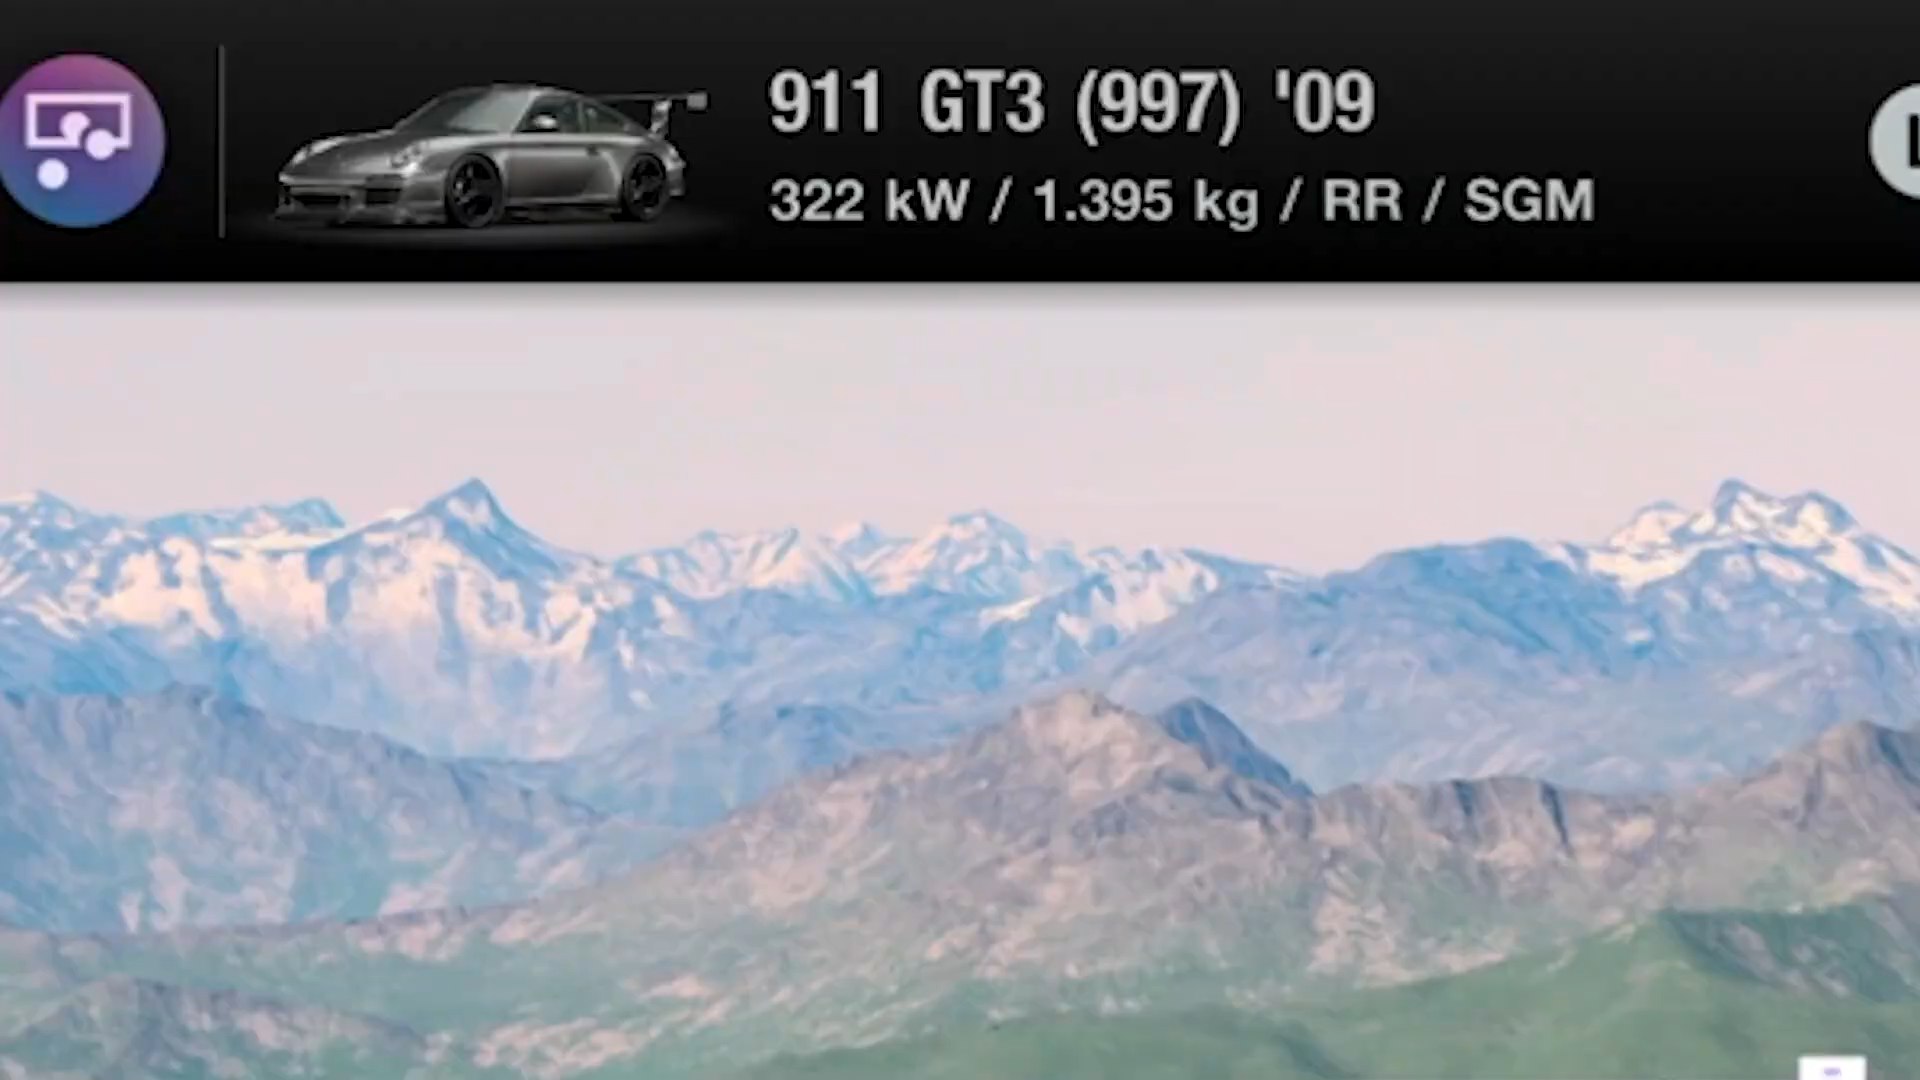 911 GT3 (997) '09
322 kW / 1.395 kg / RR / SGM